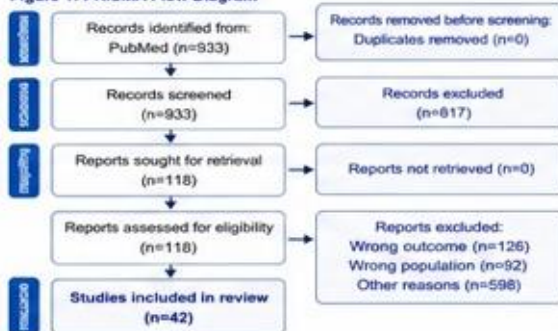 Records identified from:
PubMed (n=933)
Records removed before screening:
Duplicates removed (n=0)
Records screened
(n=933)
Records excluded
(n=817)
Reports sought for retrieval
(n=118)
Reports not retrieved (n=0)
Reports assessed for eligibility
(n=118)
Reports excluded:
Wrong outcome (n=126)
Wrong population (n=92)
Other reasons (n=598)
Studies included in review
(n=42)